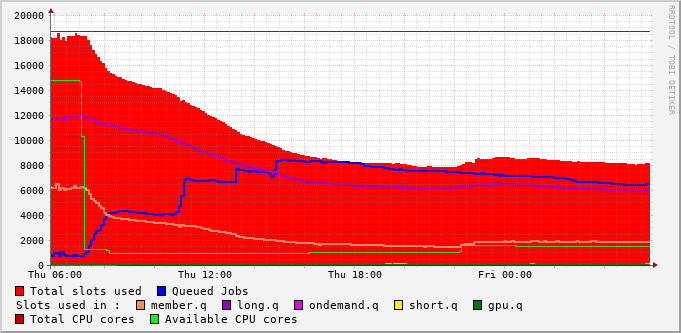 20000
18000
16000
14000
12000
10000
8000
6000
4000
2000
0
Thu 06:00 Thu 12:00 Thu 18:00 Fri 00:00
Total slots used Queued Jobs
Slots used in : member.q long.q ondemand.q short.q gpu.q
Total CPU cores Available CPU cores
RRDTOOL / TOBI OETIKER